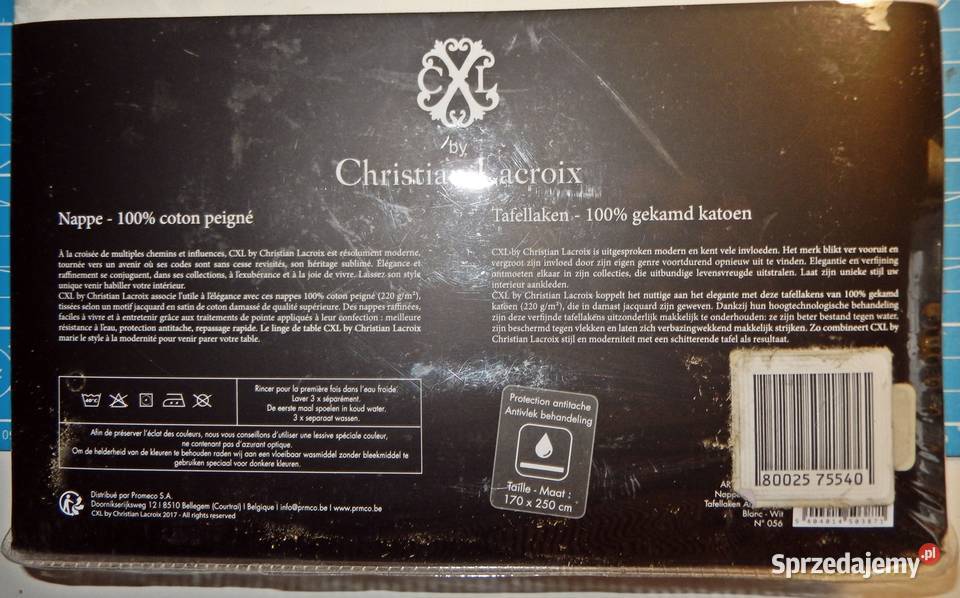 CXL
by
Christian Lacroix
Nappe - 100% coton peigné
À la croisée de multiples chemins et influences, CXL by Christian Lacroix est résolument moderne,
tournée vers un avenir où ses codes sont sans cesse revisités, son héritage sublimé. Élégance et
raffinement se conjuguent, dans ses collections, à l'exubérance et à la joie de vivre. Laissez son style
unique venir habiller votre intérieur.
CXL by Christian Lacroix associe l'utile à l'élégance avec ces nappes 100% coton peigné (220 g/m²),
tissées selon un motif jacquard en satin de coton damassé de qualité supérieure. Des nappes raffinées,
faciles à vivre et à entretenir grâce aux traitements de pointe appliqués à leur confection : meilleure
résistance à l'eau, protection antitache, repassage rapide. Le linge de table CXL by Christian Lacroix
marie le style à la modernité pour venir parer votre table.
Tafellaken - 100% gekamd katoen
CXL by Christian Lacroix is uitgesproken modern en kent vele invloeden. Het merk blikt ver vooruit en
vergroot zijn invloed door zijn eigen genre voortdurend opnieuw uit te vinden. Elegantie en verfijning
ontmoeten elkaar in zijn collecties, die uitbundige levensvreugde uitstralen. Laat zijn unieke stijl uw
interieur aankleden.
CXL by Christian Lacroix koppelt het nuttige aan het elegante met deze tafellakens van 100% gekamd
katoen (220 g/m²), die in damast jacquard zijn geweven. Dankzij hun hoogtechnologische behandeling
zijn deze verfijnde tafellakens uitzonderlijk makkelijk te onderhouden: ze zijn beter bestand tegen water,
zijn beschermd tegen vlekken en laten zich verbazingwekkend makkelijk strijken. Zo combineert CXL by
Christian Lacroix stijl en moderniteit met een schitterende tafel als resultaat.
40°C
Rincer pour la première fois dans l'eau froide.
Laver 3 x séparément.
De eerste maal spoelen in koud water.
3 x separaat wassen.
Afin de préserver l'éclat des couleurs, nous vous conseillons d'utiliser une lessive spéciale couleur,
ne contenant pas d'azurant optique.
Om de helderheid van de kleuren te behouden raden wij aan een vloeibaar wasmiddel zonder bleekmiddel te
gebruiken speciaal voor donkere kleuren.
Protection antitache
Antivlek behandeling
Taille - Maat :
170 x 250 cm
80025 75540
Distribué par Promeco S.A.
Doornikserijksweg 12 I 8510 Bellegem (Courtrai) I Belgique I info@prmco.be I www.prmco.be
CXL by Christian Lacroix 2017 - All rights reserved
Nappe
Tafellaken
Blanc - Wit
N° 056
Sprzedajemy.pl